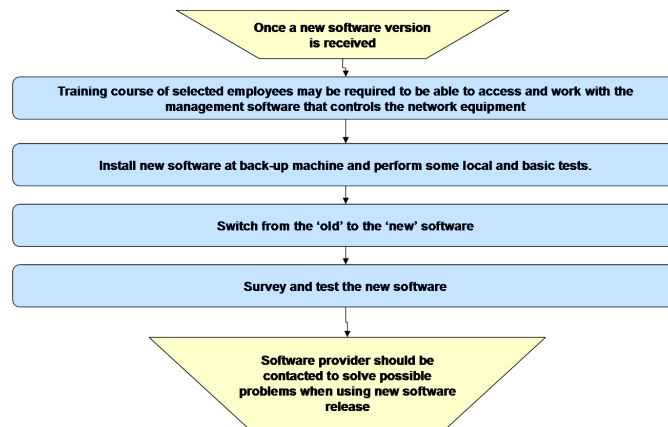 Once a new software version
is received
Training course of selected employees may be required to be able to access and work with the
management software that controls the network equipment
Install new software at back-up machine and perform some local and basic tests.
Switch from the ‘old’ to the ‘new’ software
Survey and test the new software
Software provider should be
contacted to solve possible
problems when using new software
release